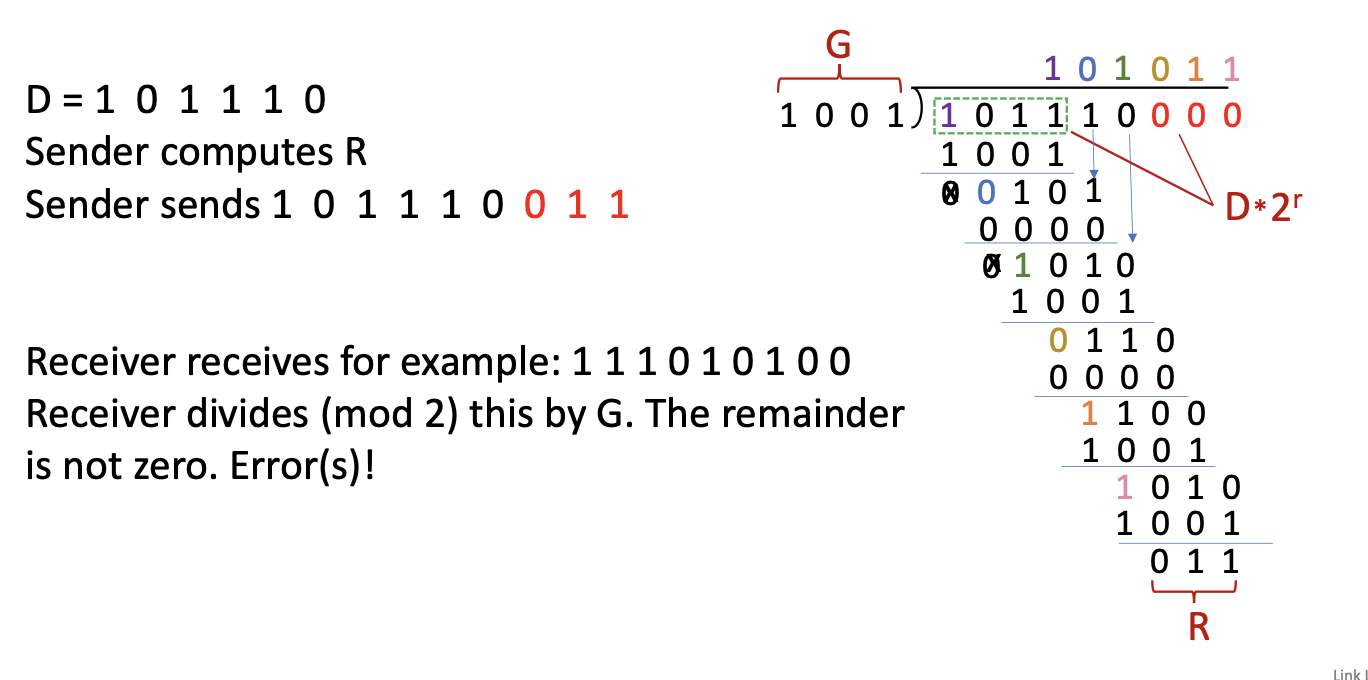 D = 1 0 1 1 1 0
Sender computes R
Sender sends 1 0 1 1 1 0 0 1 1
Receiver receives for example: 1 1 1 0 1 0 1 0 0
Receiver divides (mod 2) this by G. The remainder
is not zero. Error(s)!
G
1 0 1 0 1 1
1 0 0 1 ) 1 0 1 1 1 0 0 0 0
1 0 0 1
0 0 1 0 1
D*2r
0 0 0 0
0 1 0 1 0
1 0 0 1
0 1 1 0
0 0 0 0
1 1 0 0
1 0 0 1
1 0 1 0
1 0 0 1
0 1 1
R
Link